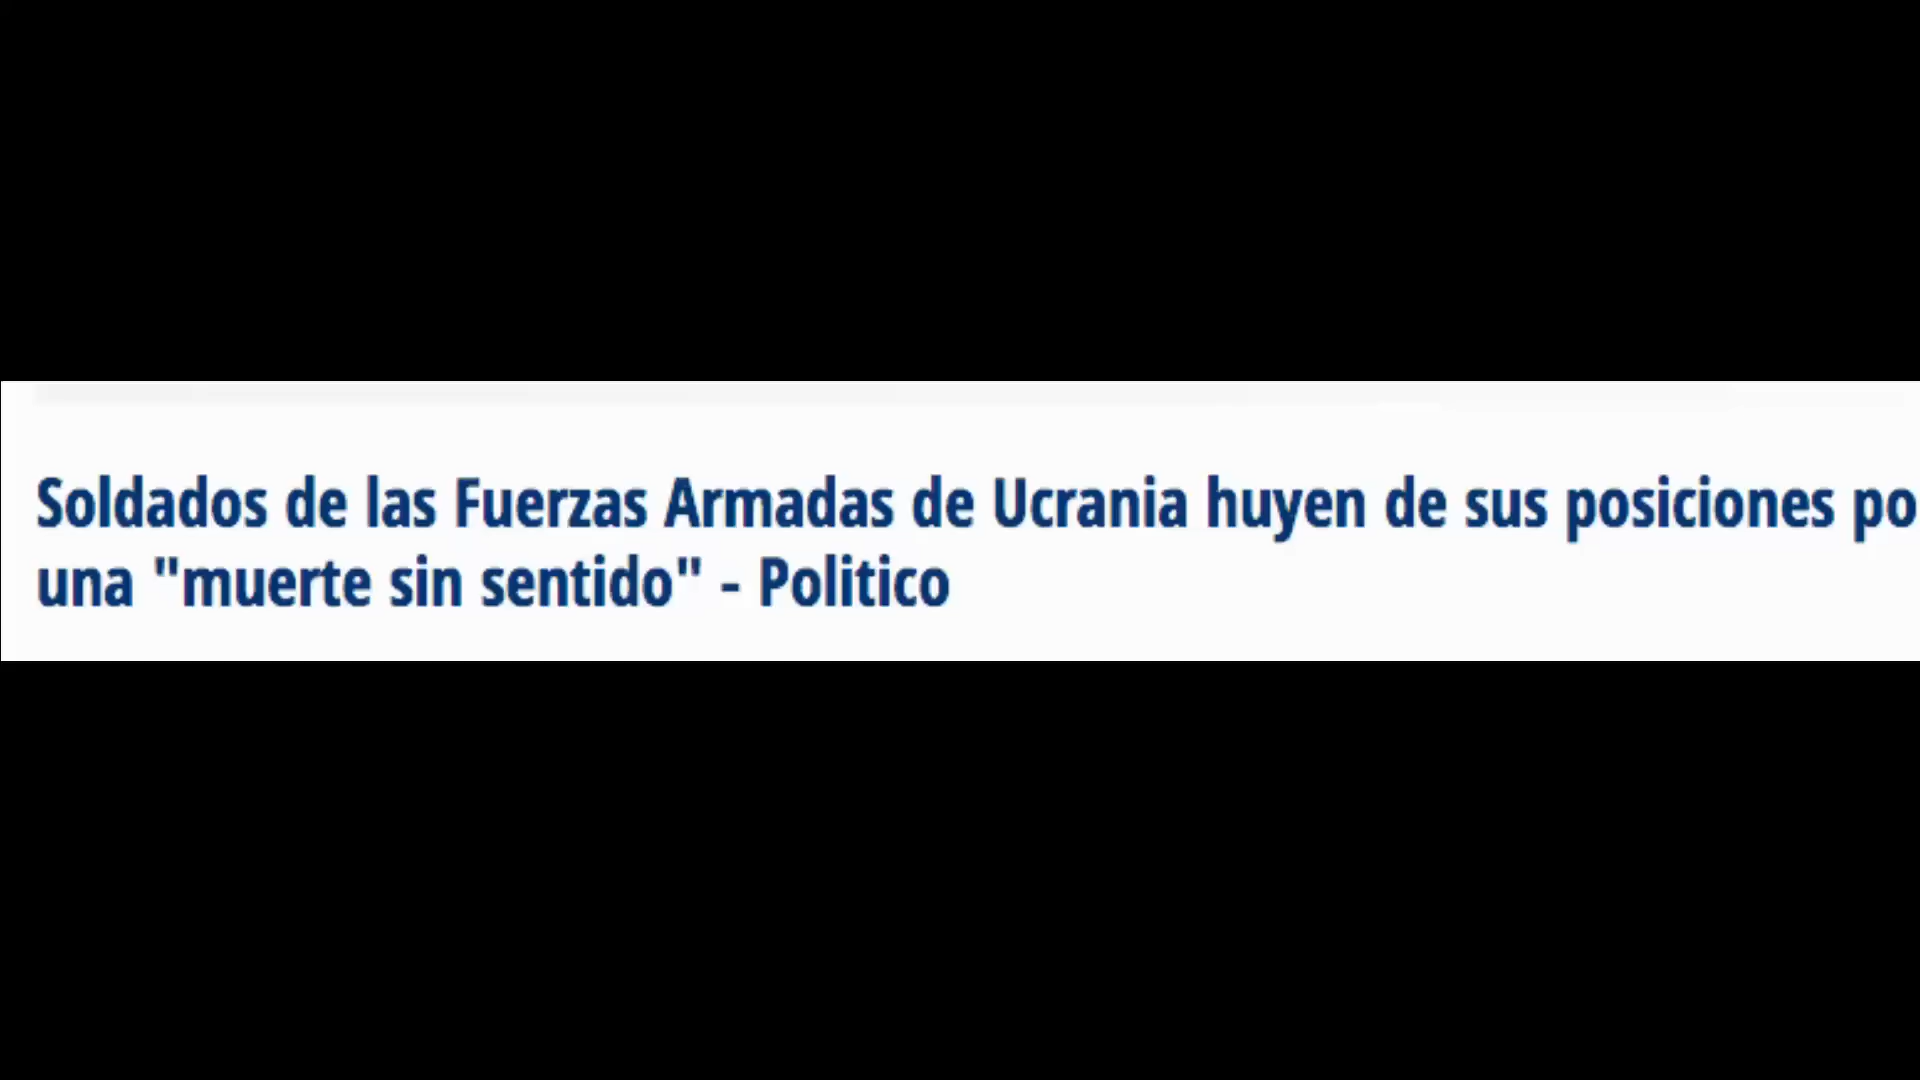 Soldados de las Fuerzas Armadas de Ucrania huyen de sus posiciones po
una "muerte sin sentido" - Politico